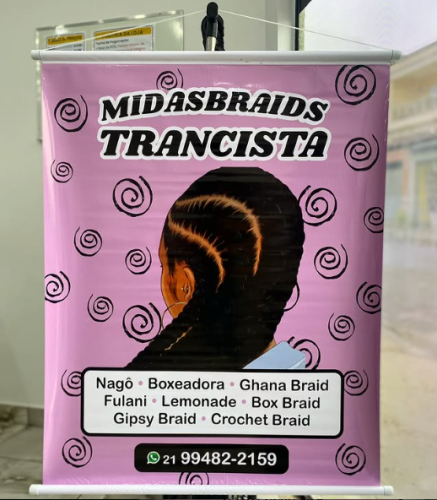 MIDASBRAIDS
TRANCISTA
Nagô • Boxeadora • Ghana Braid
Fulani • Lemonade • Box Braid
Gipsy Braid • Crochet Braid
21 99482-2159